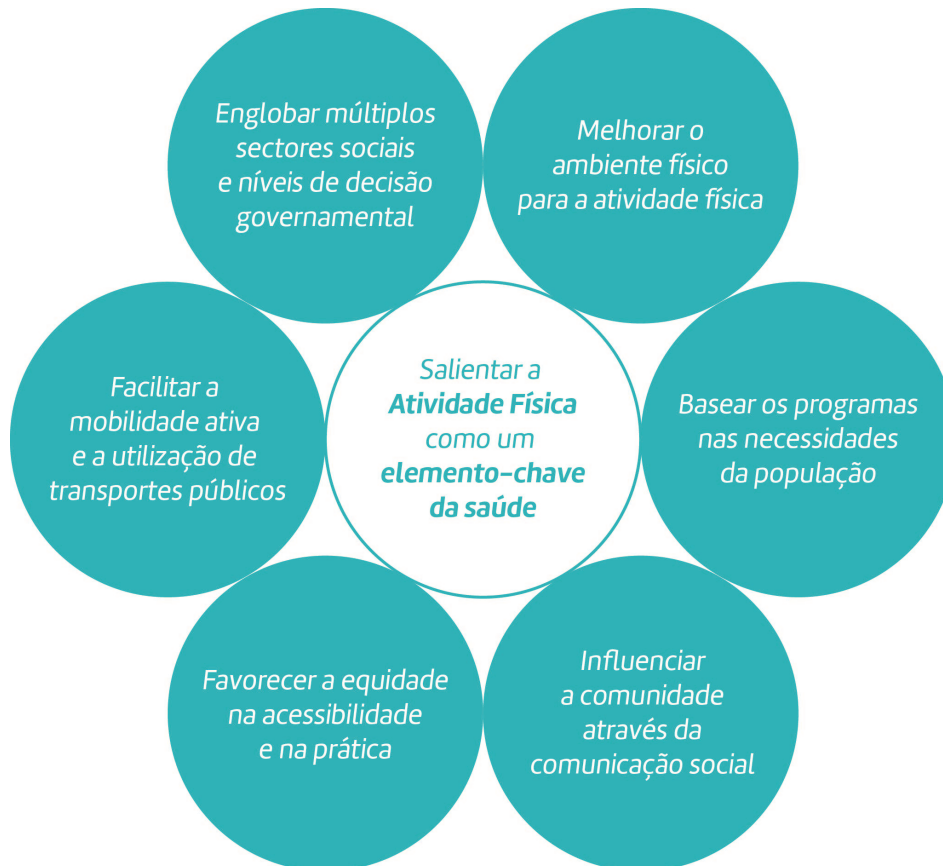 Englobar múltiplos
sectores sociais
e níveis de decisão
governamental
Melhorar o
ambiente físico
para a atividade física
Facilitar a
mobilidade ativa
e a utilização de
transportes públicos
Salientar a
Atividade Física
como um
elemento-chave
da saúde
Basear os programas
nas necessidades
da população
Favorecer a equidade
na acessibilidade
e na prática
Influenciar
a comunidade
através da
comunicação social